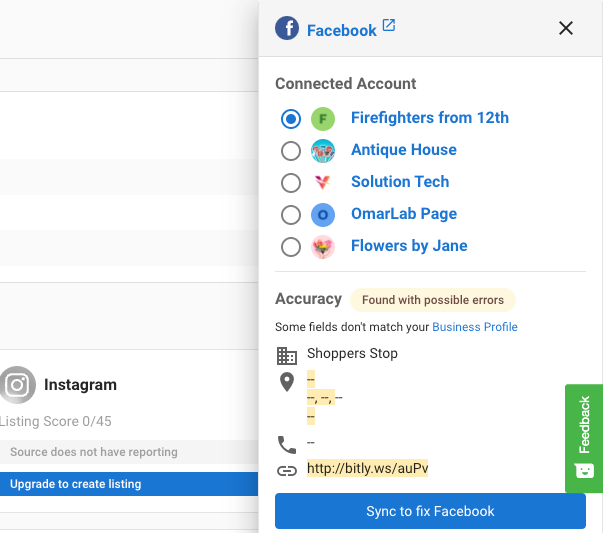 Facebook
Connected Account
F Firefighters from 12th
Antique House
Solution Tech
O OmarLab Page
Flowers by Jane
Accuracy Found with possible errors
Some fields don't match your Business Profile
Shoppers Stop
--
--, --, --
--
--
http://bitly.ws/auPv
Sync to fix Facebook
Instagram
Listing Score 0/45
Source does not have reporting
Upgrade to create listing
Feedback